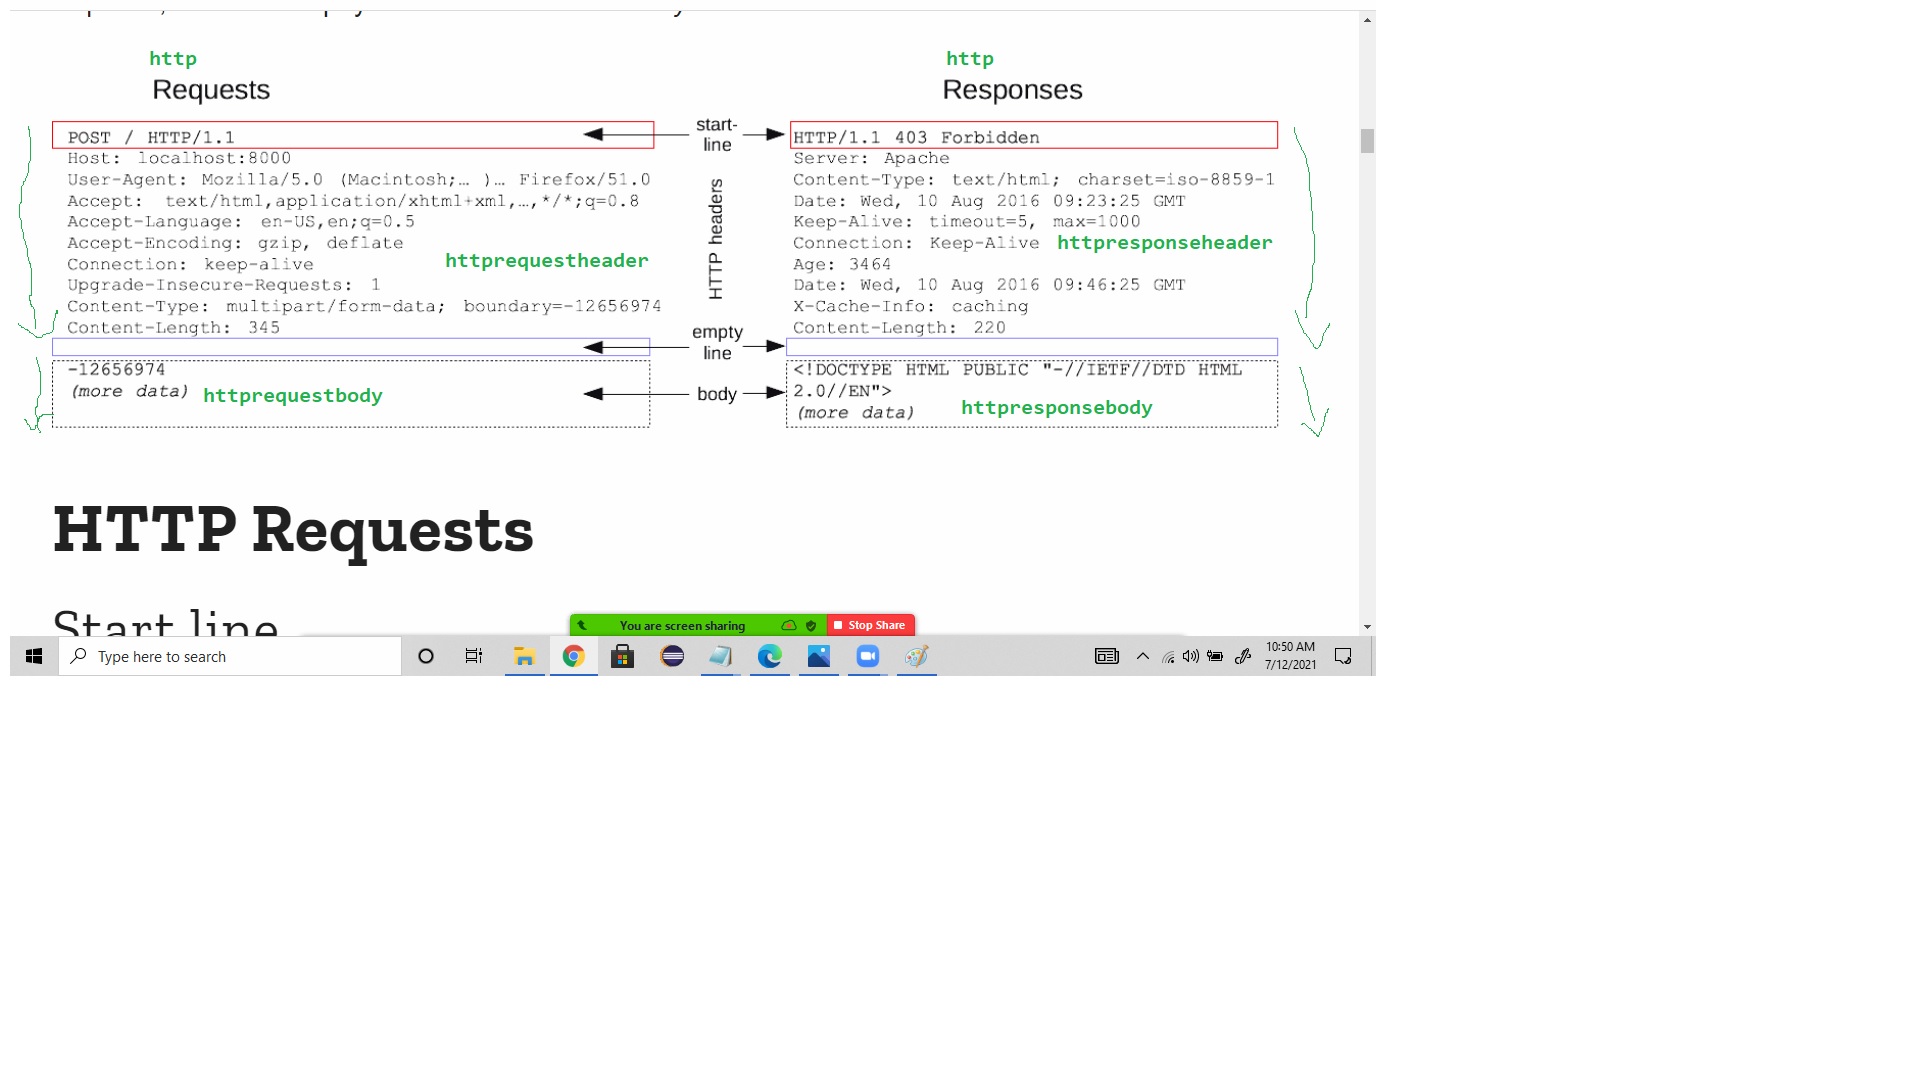 http
Requests
http
Responses
POST / HTTP/1.1
Host: localhost:8000
User-Agent: Mozilla/5.0 (Macintosh;… )… Firefox/51.0
Accept: text/html,application/xhtml+xml,…,*/*;q=0.8
Accept-Language: en-US,en;q=0.5
Accept-Encoding: gzip, deflate
Connection: keep-alive
httprequestheader
Upgrade-Insecure-Requests: 1
Content-Type: multipart/form-data; boundary=-12656974
Content-Length: 345
-12656974
(more data)
httprequestbody
start-
line
HTTP headers
empty
line
body
HTTP/1.1 403 Forbidden
Server: Apache
Content-Type: text/html; charset=iso-8859-1
Date: Wed, 10 Aug 2016 09:23:25 GMT
Keep-Alive: timeout=5, max=1000
Connection: Keep-Alive
httpresponseheader
Age: 3464
Date: Wed, 10 Aug 2016 09:46:25 GMT
X-Cache-Info: caching
Content-Length: 220
<!DOCTYPE HTML PUBLIC "-//IETF//DTD HTML
2.0//EN">
(more data)
httpresponsebody
HTTP Requests
Start line
You are screen sharing
Stop Share
Type here to search
10:50 AM
7/12/2021